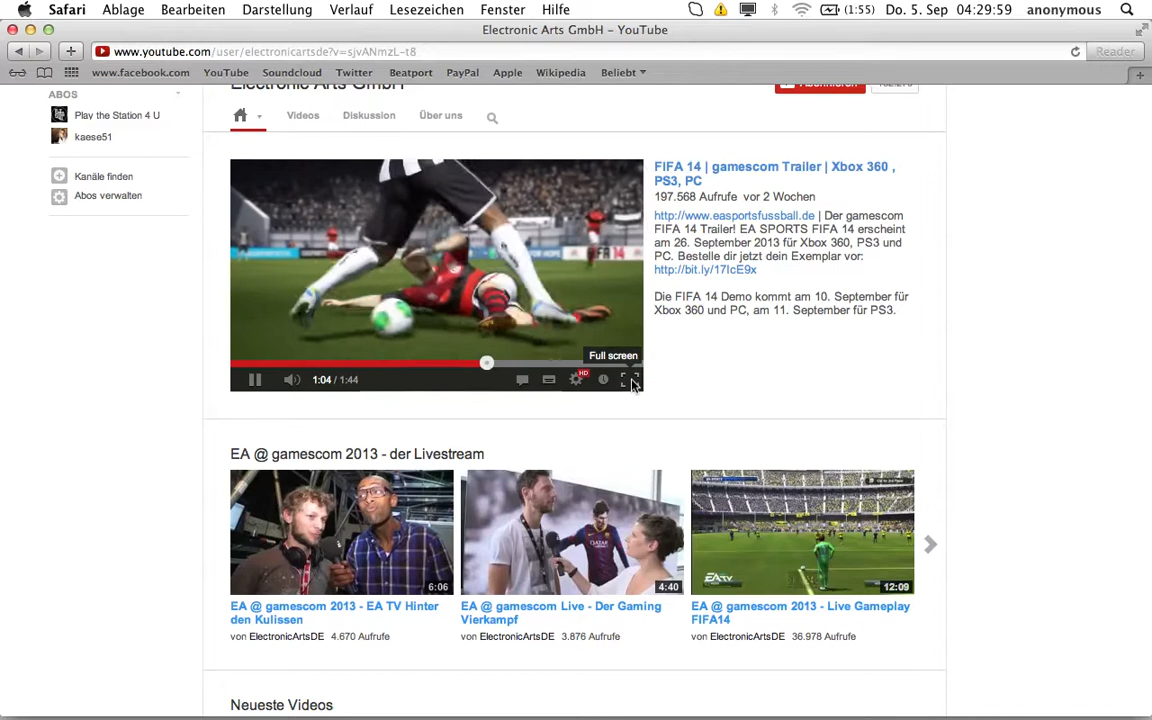 Safari Ablage Bearbeiten Darstellung Verlauf Lesezeichen Fenster Hilfe (1:55) Do. 5. Sep 04:29:59 anonymous
Electronic Arts GmbH – YouTube
www.youtube.com/user/electronicartsde?v=sjvANmzL-t8 Reader
www.facebook.com YouTube Soundcloud Twitter Beatport PayPal Apple Wikipedia Beliebt
Electronic Arts GmbH Abonnieren
ABOS
Play the Station 4 U
kaese51
Kanäle finden
Abos verwalten
Videos Diskussion Über uns
FIFA 14 | gamescom Trailer | Xbox 360 ,
PS3, PC
197.568 Aufrufe vor 2 Wochen
http://www.easportsfussball.de | Der gamescom
FIFA 14 Trailer! EA SPORTS FIFA 14 erscheint
am 26. September 2013 für Xbox 360, PS3 und
PC. Bestelle dir jetzt dein Exemplar vor:
http://bit.ly/17IcE9x
Die FIFA 14 Demo kommt am 10. September für
Xbox 360 und PC, am 11. September für PS3.
FIFA 14
Full screen
1:04 / 1:44 HD
EA @ gamescom 2013 - der Livestream
6:06
4:40
EA TV 12:09
EA @ gamescom 2013 - EA TV Hinter
den Kulissen
von ElectronicArtsDE 4.670 Aufrufe
EA @ gamescom Live - Der Gaming
Vierkampf
von ElectronicArtsDE 3.876 Aufrufe
EA @ gamescom 2013 - Live Gameplay
FIFA14
von ElectronicArtsDE 36.978 Aufrufe
Neueste Videos